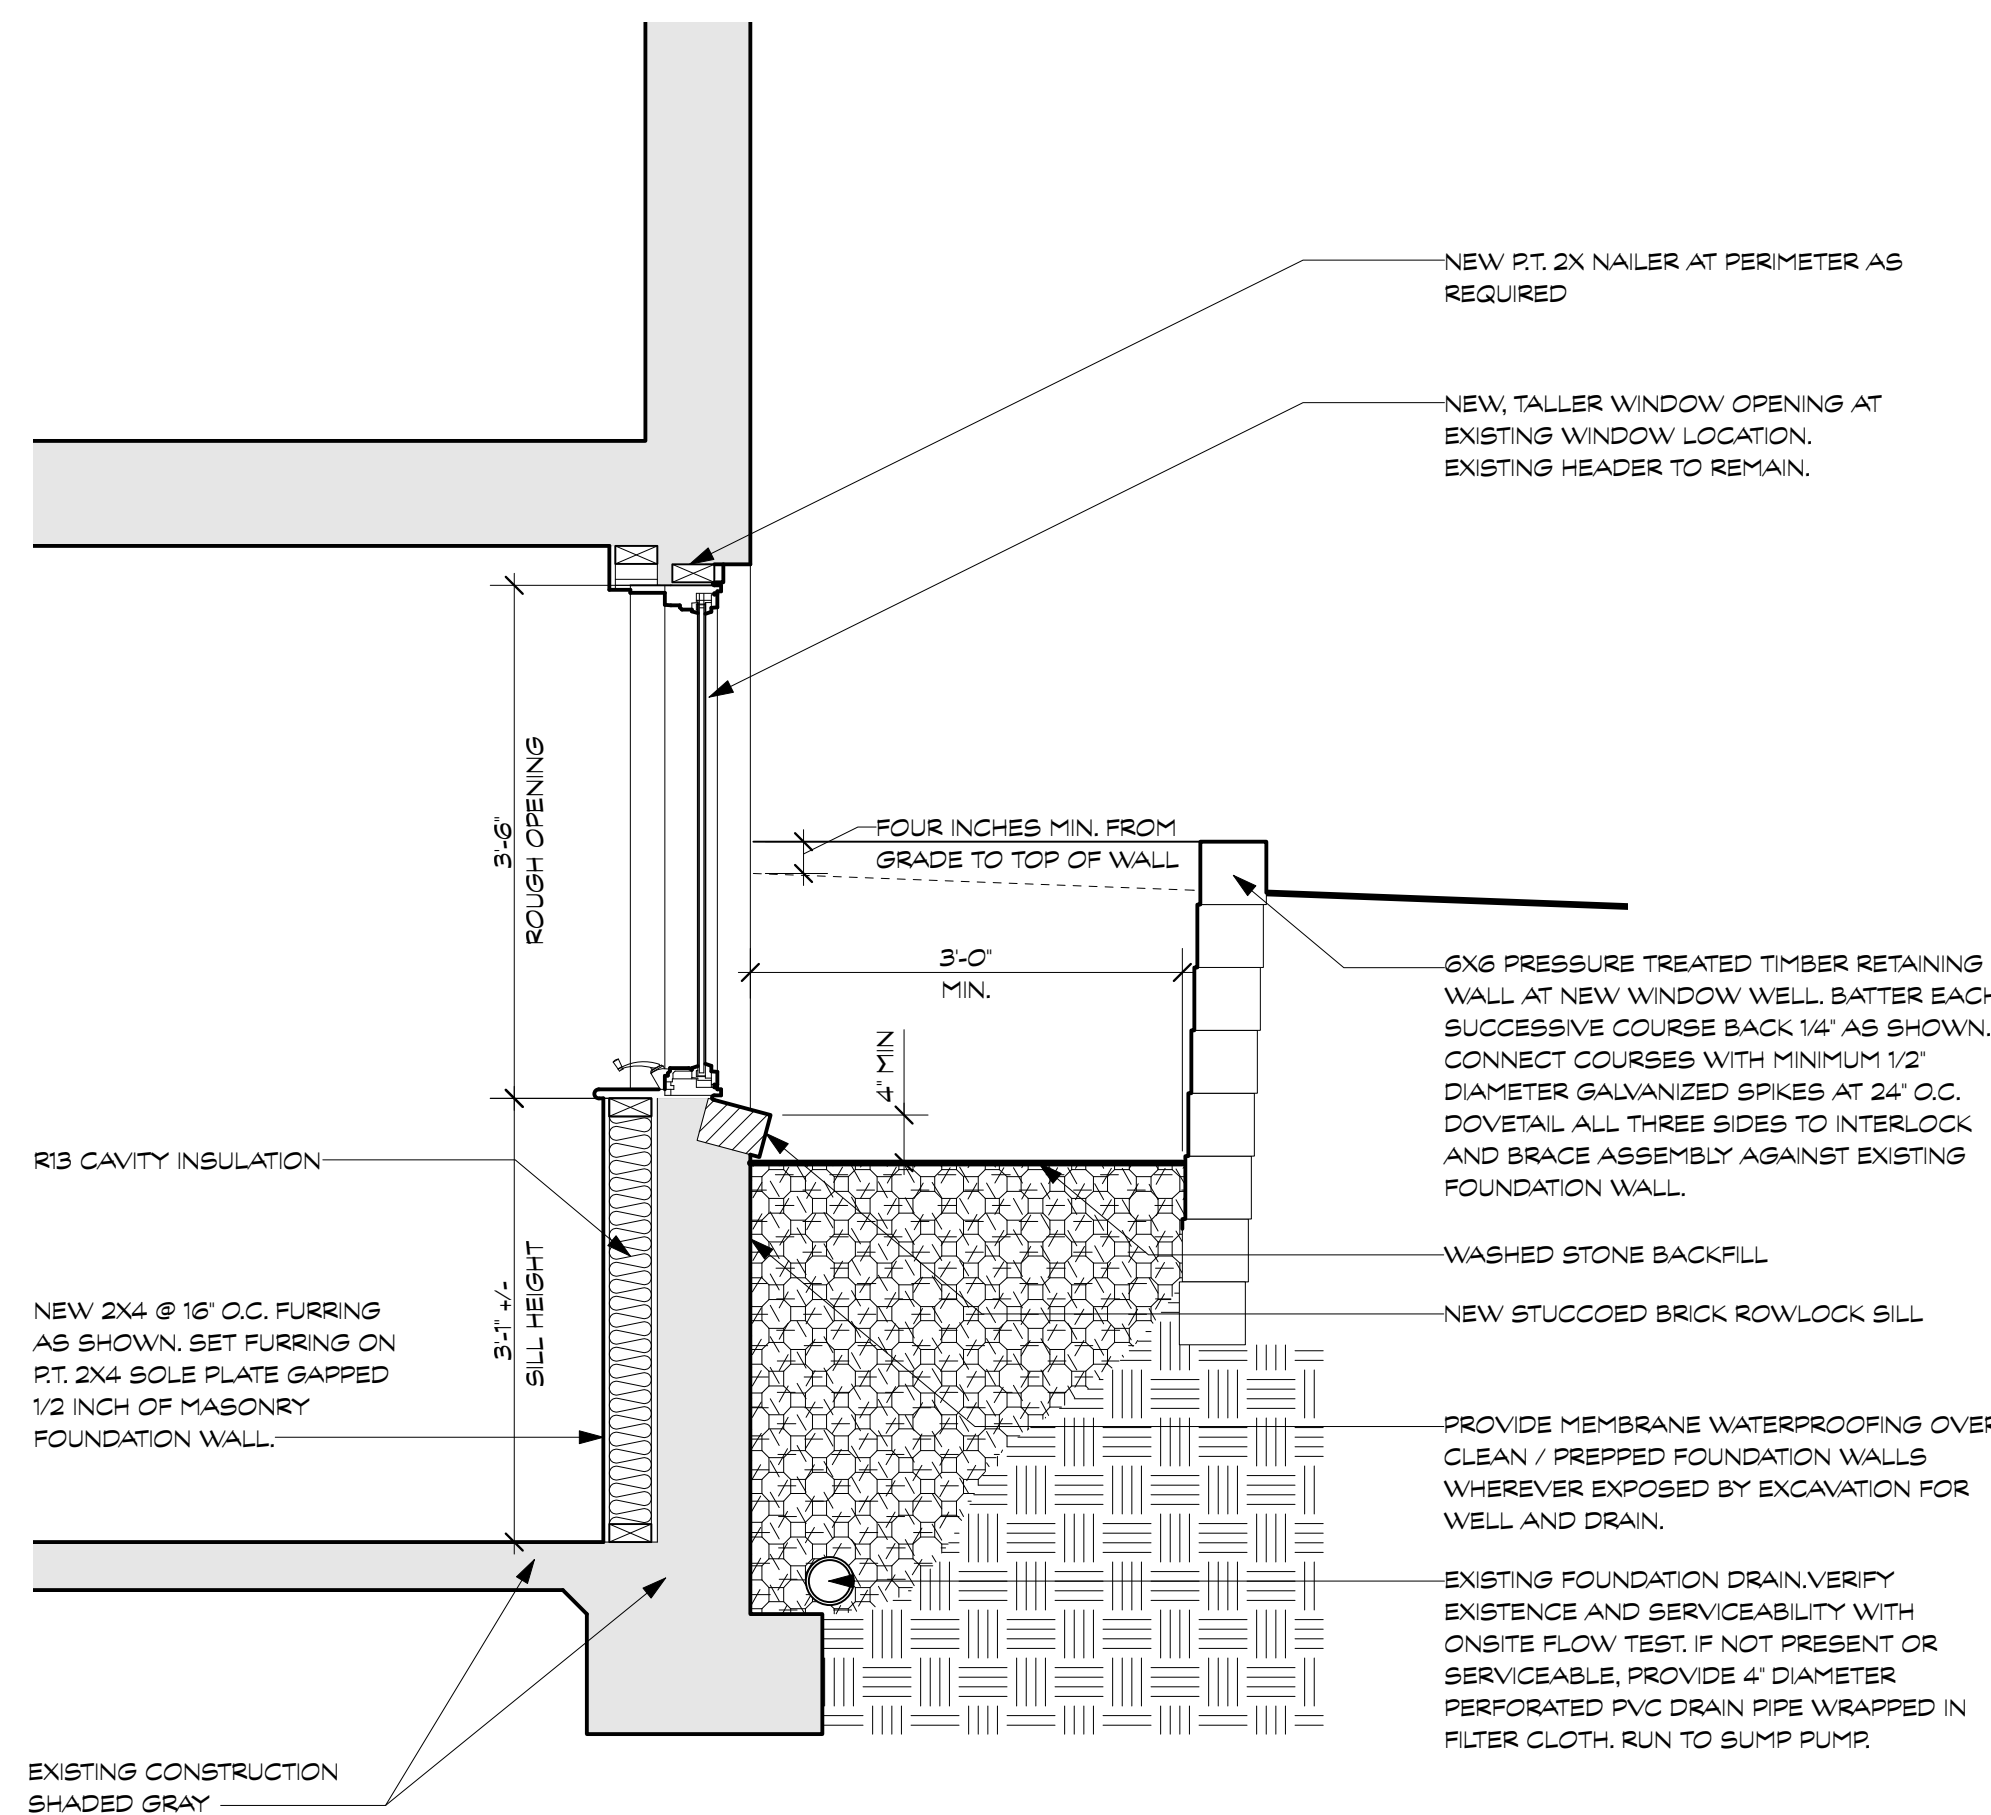 NEW P.T. 2X NAILER AT PERIMETER AS
REQUIRED
NEW, TALLER WINDOW OPENING AT
EXISTING WINDOW LOCATION.
EXISTING HEADER TO REMAIN.
3'-6"
ROUGH OPENING
FOUR INCHES MIN. FROM
GRADE TO TOP OF WALL
3'-0"
MIN.
4" MIN
6X6 PRESSURE TREATED TIMBER RETAINING
WALL AT NEW WINDOW WELL. BATTER EACH
SUCCESSIVE COURSE BACK 1/4" AS SHOWN.
CONNECT COURSES WITH MINIMUM 1/2"
DIAMETER GALVANIZED SPIKES AT 24" O.C.
DOVETAIL ALL THREE SIDES TO INTERLOCK
AND BRACE ASSEMBLY AGAINST EXISTING
FOUNDATION WALL.
R13 CAVITY INSULATION
3'-1" +/-
SILL HEIGHT
WASHED STONE BACKFILL
NEW STUCCOED BRICK ROWLOCK SILL
NEW 2X4 @ 16" O.C. FURRING
AS SHOWN. SET FURRING ON
P.T. 2X4 SOLE PLATE GAPPED
1/2 INCH OF MASONRY
FOUNDATION WALL.
PROVIDE MEMBRANE WATERPROOFING OVER
CLEAN / PREPPED FOUNDATION WALLS
WHEREVER EXPOSED BY EXCAVATION FOR
WELL AND DRAIN.
EXISTING FOUNDATION DRAIN.VERIFY
EXISTENCE AND SERVICEABILITY WITH
ONSITE FLOW TEST. IF NOT PRESENT OR
SERVICEABLE, PROVIDE 4" DIAMETER
PERFORATED PVC DRAIN PIPE WRAPPED IN
FILTER CLOTH. RUN TO SUMP PUMP.
EXISTING CONSTRUCTION
SHADED GRAY